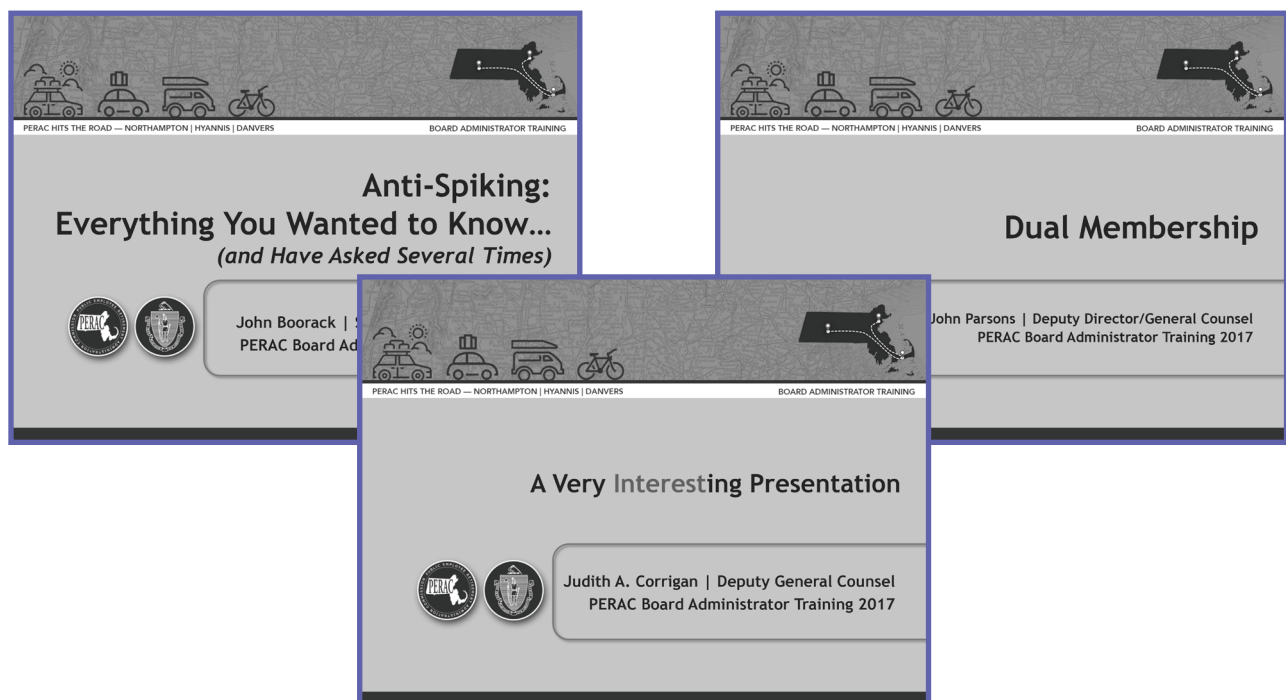 PERAC HITS THE ROAD — NORTHAMPTON | HYANNIS | DANVERS
BOARD ADMINISTRATOR TRAINING
Anti-Spiking:
Everything You Wanted to Know…
(and Have Asked Several Times)
PERAC
John Boorack |
PERAC Board
PERAC HITS THE ROAD — NORTHAMPTON | HYANNIS | DANVERS
BOARD ADMINISTRATOR TRAINING
Dual Membership
John Parsons | Deputy Director/General Counsel
PERAC Board Administrator Training 2017
PERAC HITS THE ROAD — NORTHAMPTON | HYANNIS | DANVERS
BOARD ADMINISTRATOR TRAINING
A Very Interesting Presentation
PERAC
Judith A. Corrigan | Deputy General Counsel
PERAC Board Administrator Training 2017